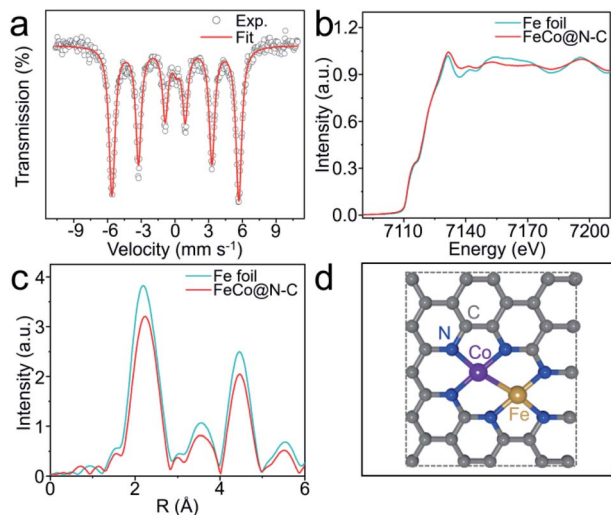 a
Exp.
Fit
Transmission (%)
-9 -6 -3 0 3 6 9
Velocity (mm s⁻¹)
b
Fe foil
FeCo@N-C
Intensity (a.u.)
1.2
0.9
0.6
0.3
0.0
7110 7140 7170 7200
Energy (eV)
c
Fe foil
FeCo@N-C
Intensity (a.u.)
4
3
2
1
0
0 2 4 6
R (Å)
d
C
N
Co
Fe